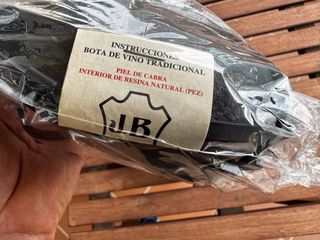 INSTRUCCIONES
BOTA DE VINO TRADICIONAL
PIEL DE CABRA
INTERIOR DE RESINA NATURAL (PEZ)
JB